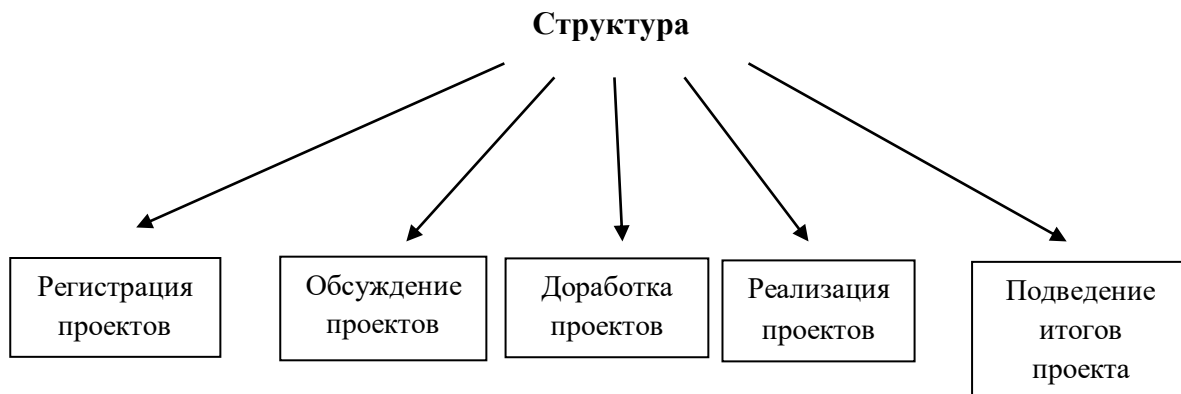 Структура
Регистрация
проектов
Обсуждение
проектов
Доработка
проектов
Реализация
проектов
Подведение
итогов
проекта